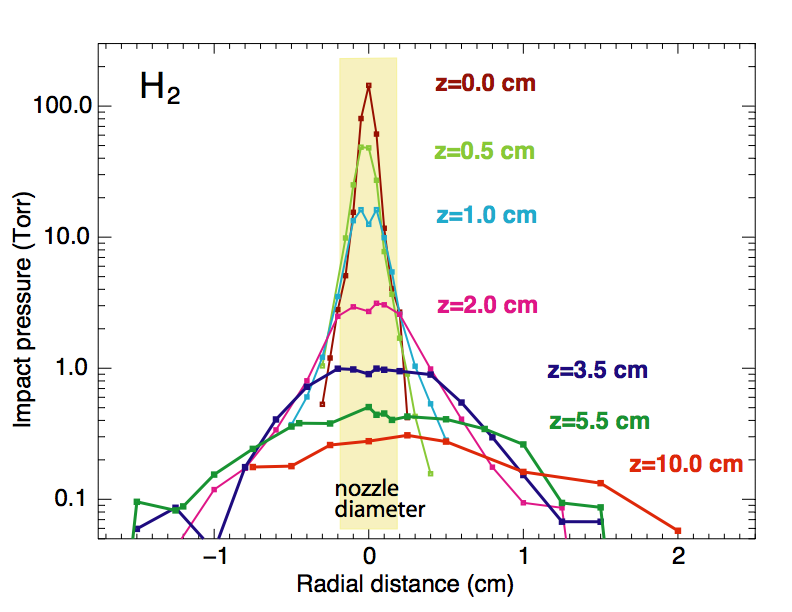 H2
z=0.0 cm
z=0.5 cm
z=1.0 cm
z=2.0 cm
z=3.5 cm
z=5.5 cm
z=10.0 cm
nozzle
diameter
100.0
10.0
1.0
0.1
Impact pressure (Torr)
−1 0 1 2
Radial distance (cm)